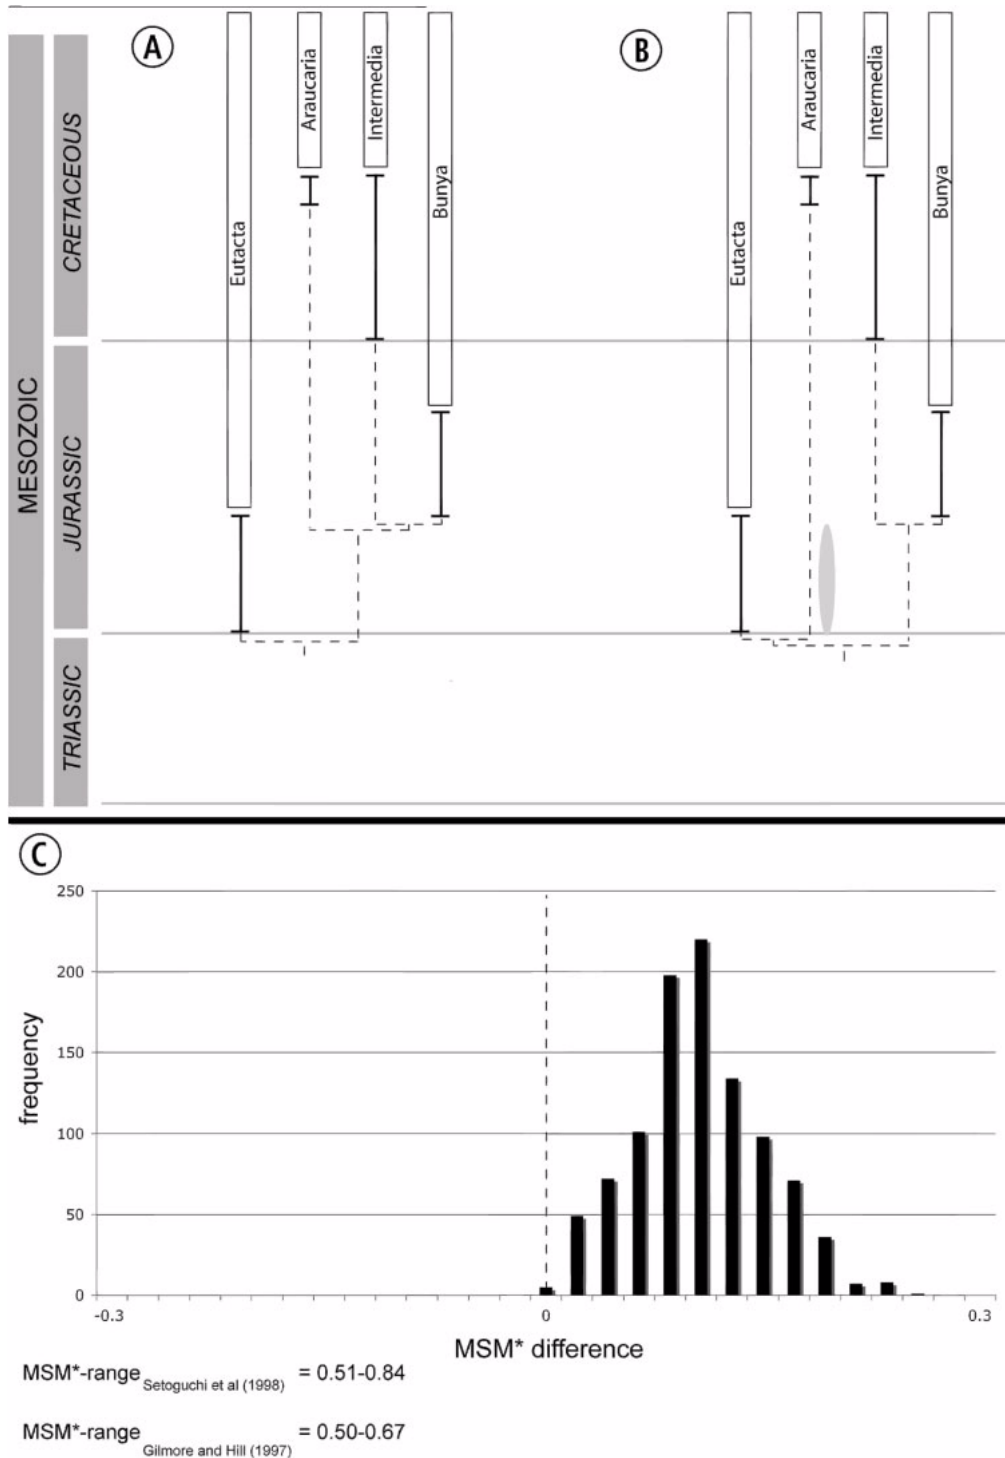 A
B
Araucaria
Intermedia
Araucaria
Intermedia
CRETACEOUS
Bunya
Bunya
Eutacta
Eutacta
MESOZOIC
JURASSIC
TRIASSIC
C
250
200
150
100
50
0
frequency
-0.3
0
0.3
MSM* difference
MSM*-range Setoguchi et al (1998) = 0.51-0.84
MSM*-range Gilmore and Hill (1997) = 0.50-0.67